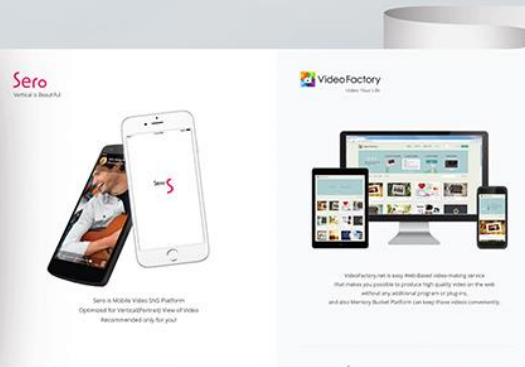 Sero
Vertical is Beautiful
Sero
Sero is Mobile Video SNS Platform
Optimized for Vertical(Portrait) View of Video
Recommended only for you!
VideoFactory
Video Your Life
VideoFactory.net is easy Web-Based video-making service
that makes you possible to produce high quality video on the web
without any additional program or plug-ins,
and also Memory Bucket Platform can keep those videos conveniently.